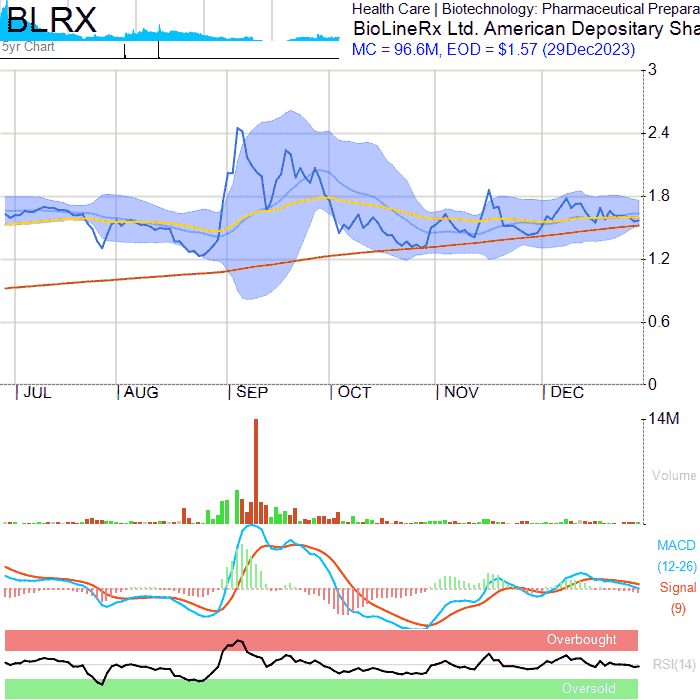 BLRX
5yr Chart
Health Care | Biotechnology: Pharmaceutical Prepara
BioLineRx Ltd. American Depositary Sha
MC = 96.6M, EOD = $1.57 (29Dec2023)
3
2.4
1.8
1.2
0.6
0
JUL
AUG
SEP
OCT
NOV
DEC
14M
Volume
MACD
(12-26)
Signal
(9)
Overbought
RSI(14)
Oversold